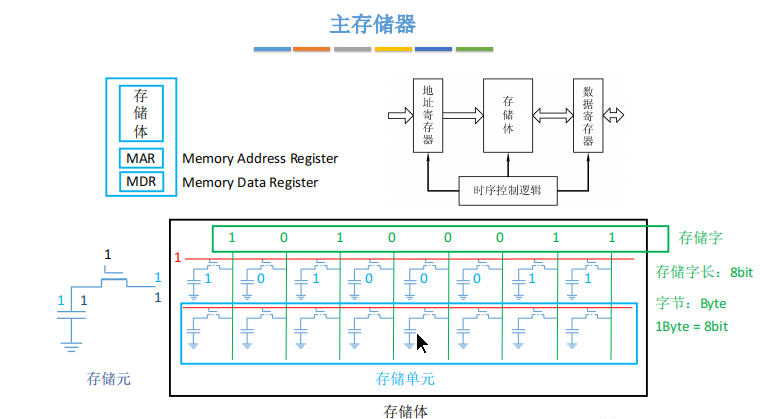 主存储器
存
储
体
MAR Memory Address Register
MDR Memory Data Register
地址寄存器
存储体
数据寄存器
时序控制逻辑
1 0 1 0 0 0 1 1 存储字
1
1 0 1 0 0 0 1 1
存储字长：8bit
字节：Byte
1Byte = 8bit
1
1 1 1
1
存储元
存储单元
存储体